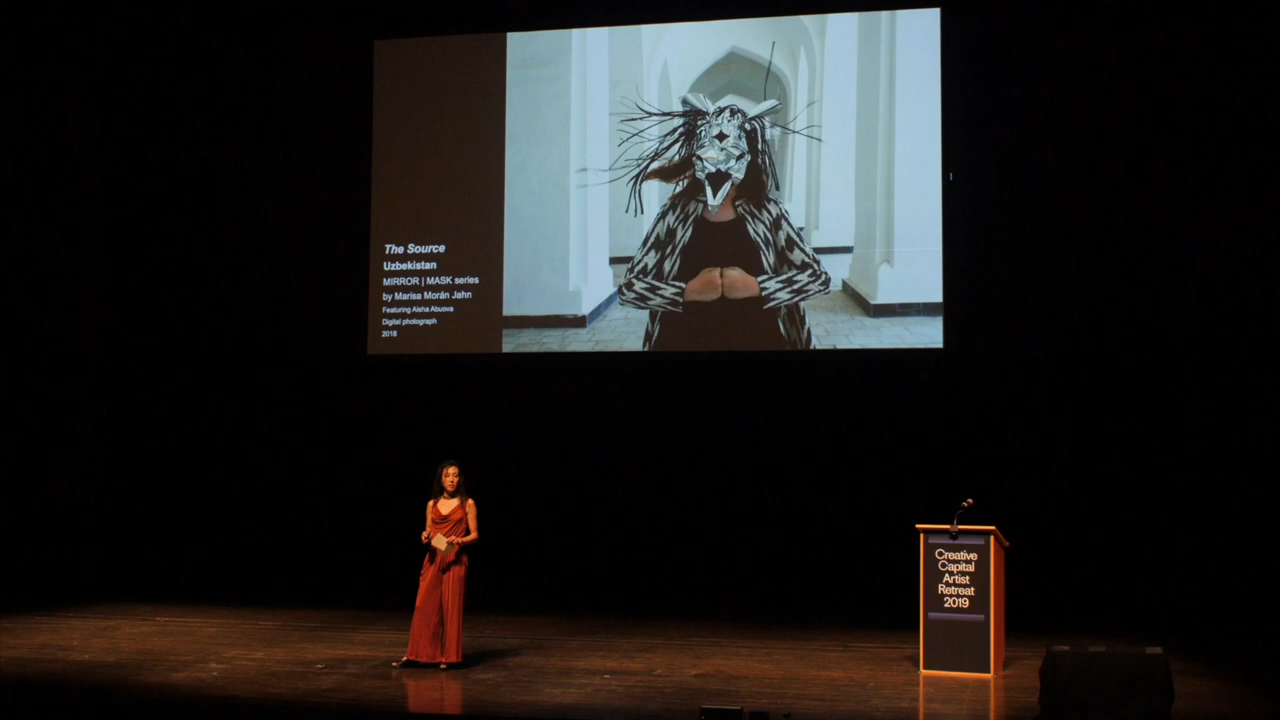 The Source
Uzbekistan
MIRROR | MASK series
by Marisa Morán Jahn
Featuring Aisha Abuova
Digital photograph
2018
Creative
Capital
Artist
Retreat
2019